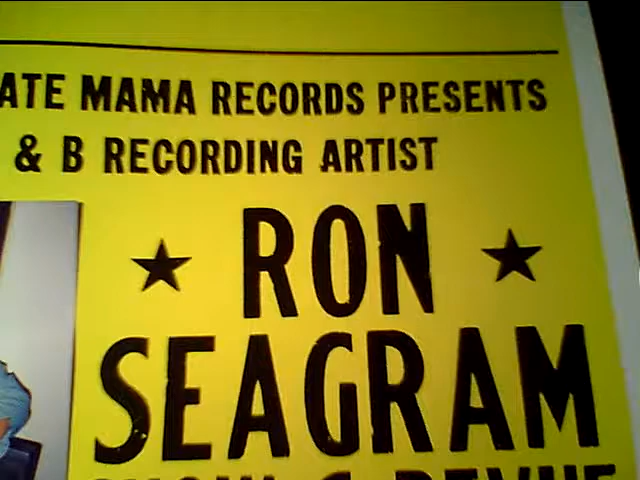 ATE MAMA RECORDS PRESENTS
& B RECORDING ARTIST
RON
SEAGRAM